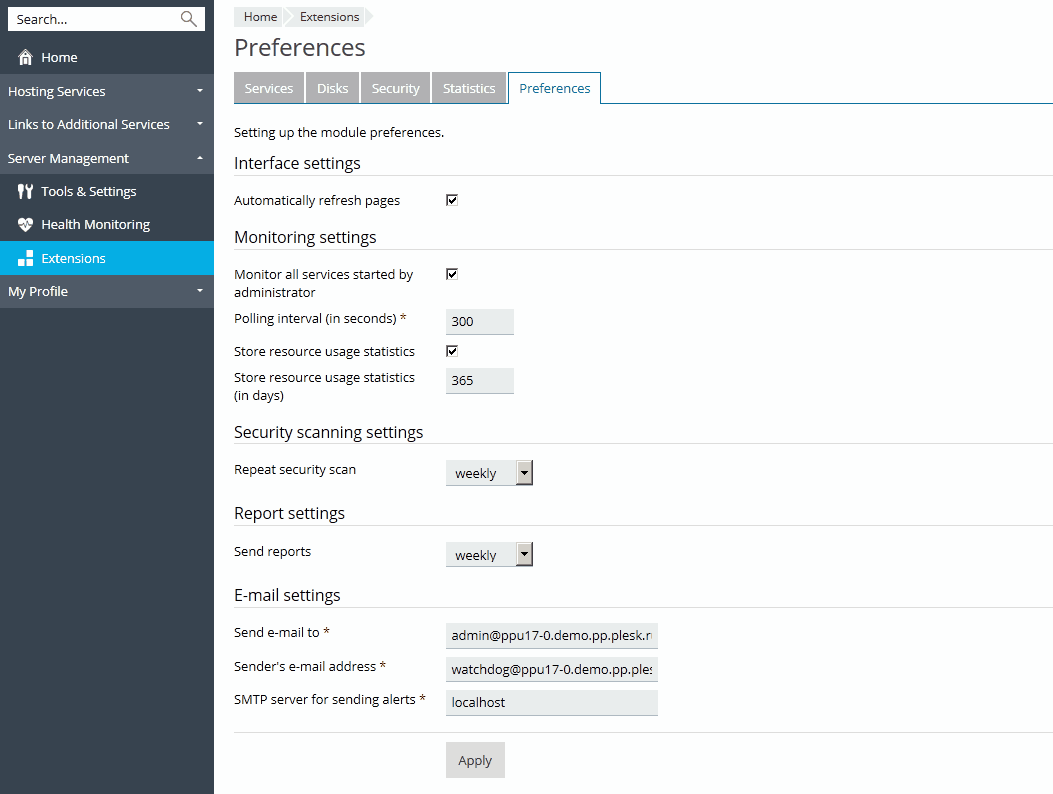 Search...
Home
Hosting Services
Links to Additional Services
Server Management
Tools & Settings
Health Monitoring
Extensions
My Profile
Home Extensions
Preferences
Services Disks Security Statistics Preferences
Setting up the module preferences.
Interface settings
Automatically refresh pages
Monitoring settings
Monitor all services started by
administrator
Polling interval (in seconds) * 300
Store resource usage statistics
Store resource usage statistics 365
(in days)
Security scanning settings
Repeat security scan weekly
Report settings
Send reports weekly
E-mail settings
Send e-mail to * admin@ppu17-0.demo.pp.plesk.r
Sender's e-mail address * watchdog@ppu17-0.demo.pp.ples
SMTP server for sending alerts * localhost
Apply